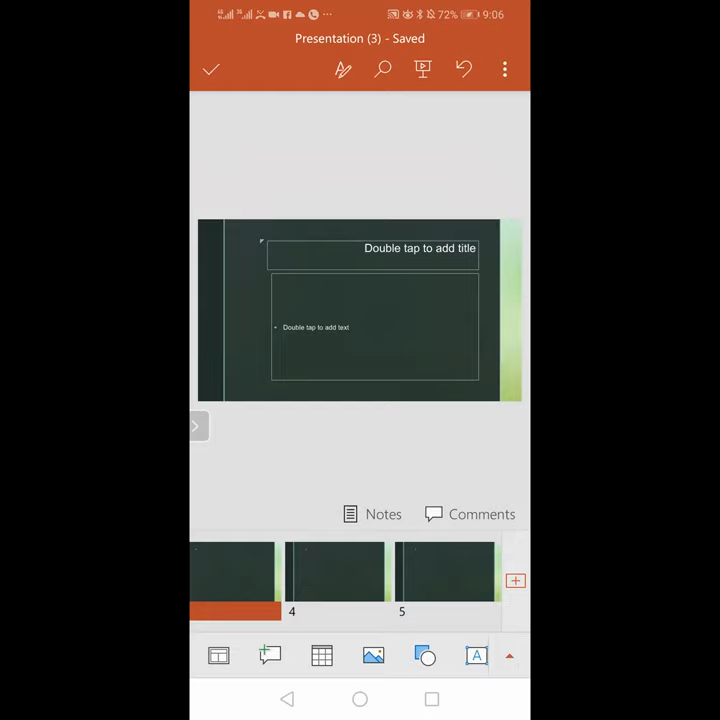 72% 9:06
Presentation (3) - Saved
Double tap to add title
• Double tap to add text
Notes
Comments
4
5
A